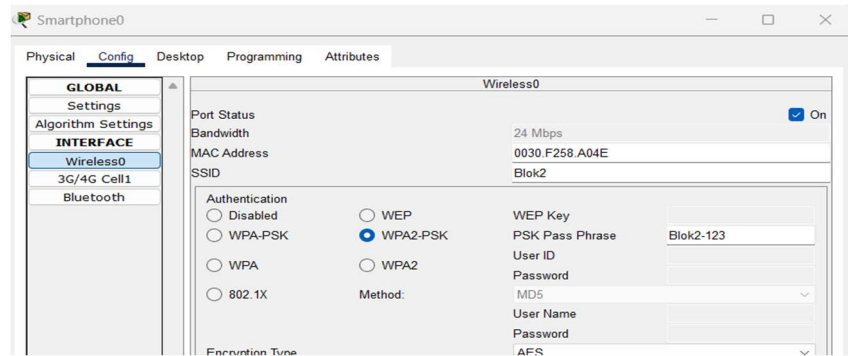 Smartphone0
Physical Config Desktop Programming Attributes
GLOBAL
Settings
Algorithm Settings
INTERFACE
Wireless0
3G/4G Cell1
Bluetooth
Wireless0
Port Status On
Bandwidth 24 Mbps
MAC Address 0030.F258.A04E
SSID Blok2
Authentication
Disabled WEP WEP Key
WPA-PSK WPA2-PSK PSK Pass Phrase Blok2-123
User ID
WPA WPA2
Password
802.1X Method: MD5
User Name
Password
Encryption Type AES